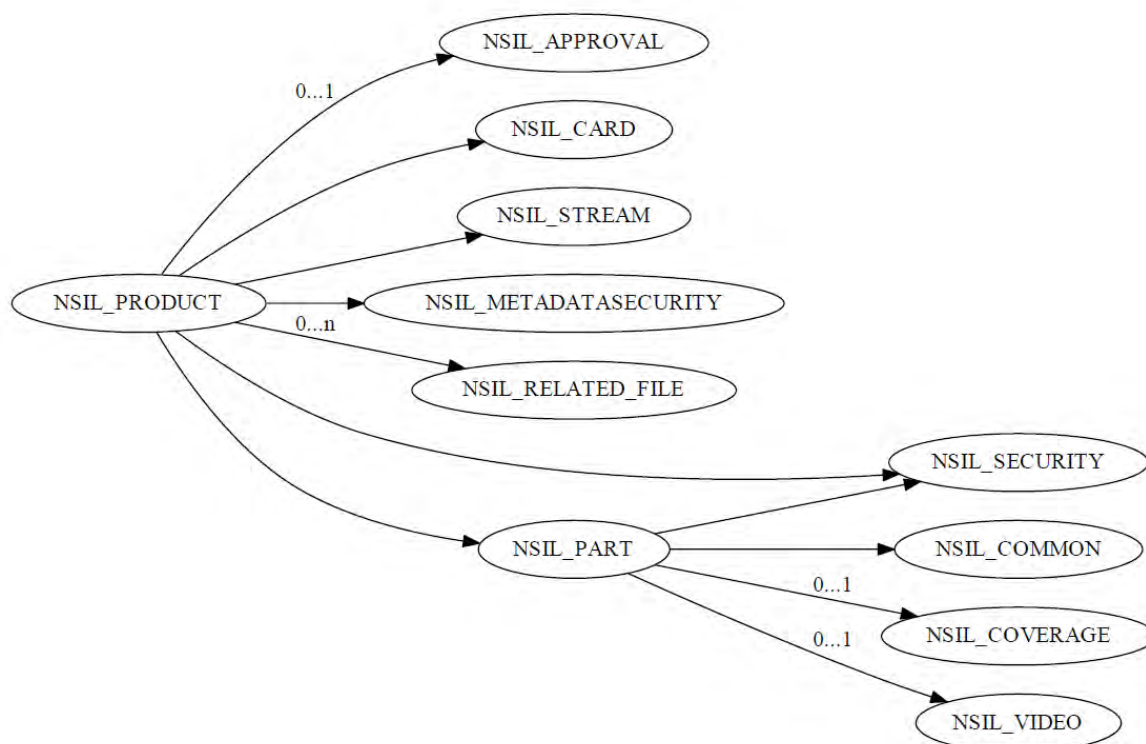 NSIL_APPROVAL
0...1
NSIL_CARD
NSIL_STREAM
NSIL_PRODUCT
NSIL_METADATASECURITY
0...n
NSIL_RELATED_FILE
NSIL_SECURITY
NSIL_PART
NSIL_COMMON
0...1
NSIL_COVERAGE
0...1
NSIL_VIDEO